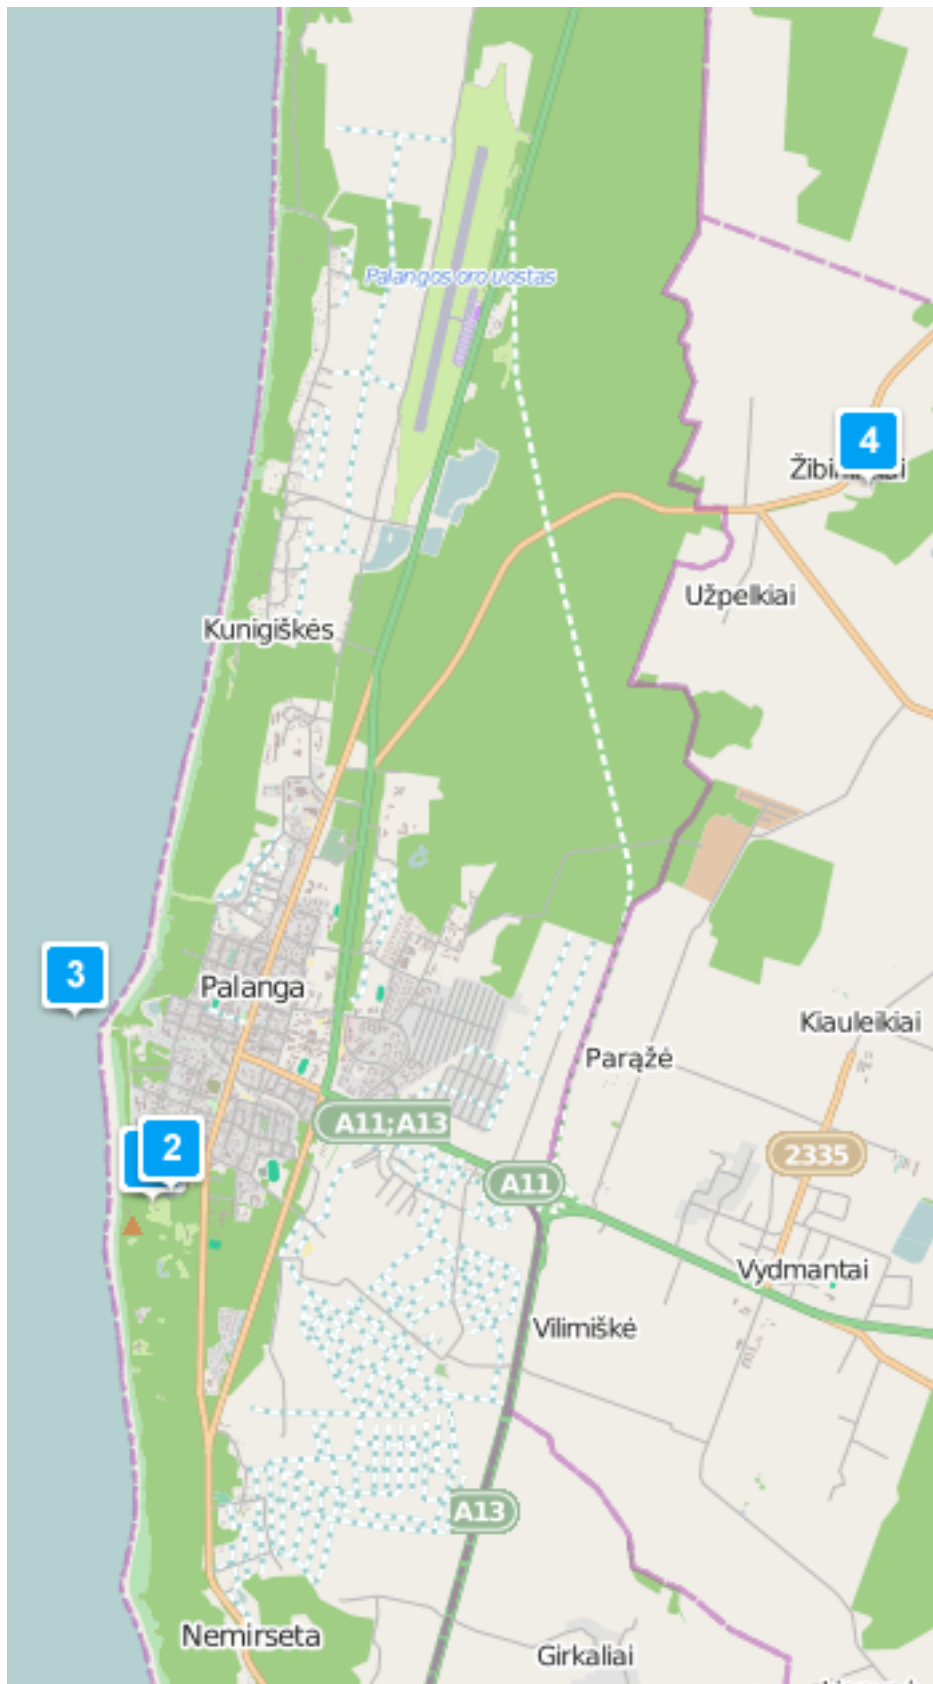 Palangos oro uostas
4
Užpelkiai
Kunigiškės
3
Palanga
Kiauleikiai
Parąžė
A11;A13
2
2335
A11
Vydmantai
Vilimiškė
A13
Nemirseta
Girkaliai